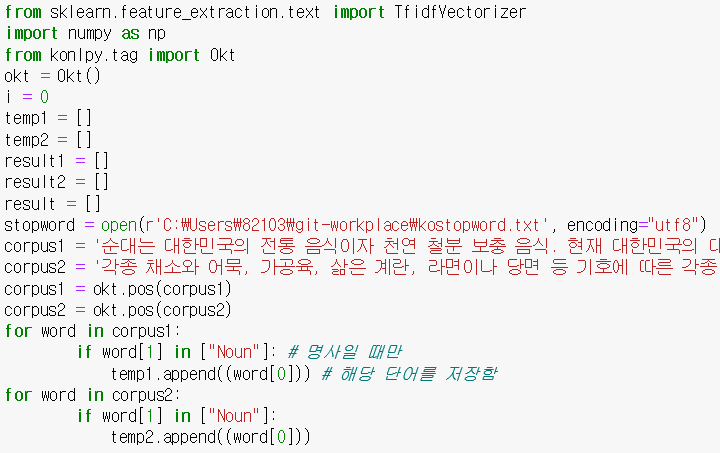 from sklearn.feature_extraction.text import TfidfVectorizer
import numpy as np
from konlpy.tag import Okt
okt = Okt()
i = 0
temp1 = []
temp2 = []
result1 = []
result2 = []
result = []
stopword = open(r'C:₩Users₩82103₩git-workplace₩kostopword.txt', encoding="utf8")
corpus1 = '순대는 대한민국의 전통 음식이자 천연 철분 보충 음식. 현재 대한민국의 대
corpus2 = '각종 채소와 어묵, 가공육, 삶은 계란, 라면이나 당면 등 기호에 따른 각종
corpus1 = okt.pos(corpus1)
corpus2 = okt.pos(corpus2)
for word in corpus1:
        if word[1] in ["Noun"]: # 명사일 때만
            temp1.append((word[0])) # 해당 단어를 저장함
for word in corpus2:
        if word[1] in ["Noun"]:
            temp2.append((word[0]))